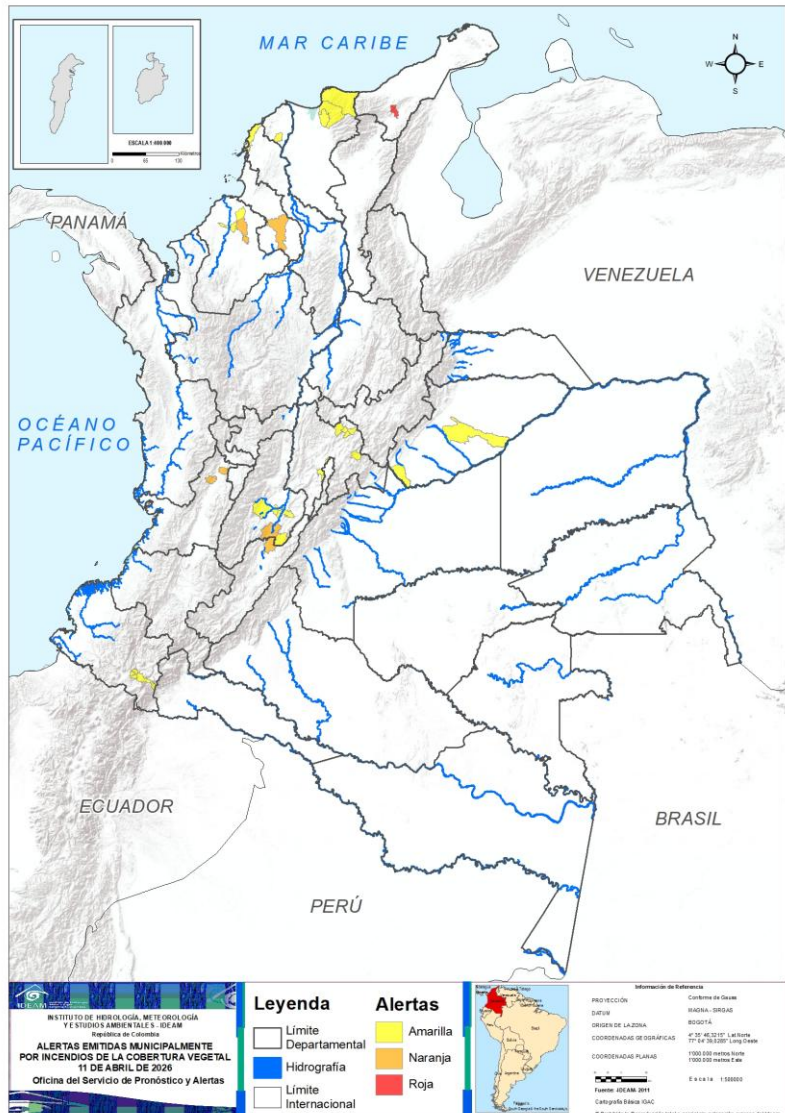 MAR CARIBE
N
W
E
S
ESCALA 1:400.000
0 65 130
PANAMÁ
VENEZUELA
OCÉANO
PACÍFICO
ECUADOR
BRASIL
PERÚ
IDEAM
INSTITUTO DE HIDROLOGÍA, METEOROLOGÍA
Y ESTUDIOS AMBIENTALES - IDEAM
República de Colombia
ALERTAS EMITIDAS MUNICIPALMENTE
POR INCENDIOS DE LA COBERTURA VEGETAL
11 DE ABRIL DE 2026
Oficina del Servicio de Pronóstico y Alertas
Leyenda
Límite
Departamental
Hidrografía
Límite
Internacional
Alertas
Amarilla
Naranja
Roja
Información de Referencia
PROYECCIÓN Conforme de Gauss
DATUM MAGNA - SIRGAS
ORIGEN DE LA ZONA BOGOTÁ
COORDENADAS GEOGRÁFICAS
COORDENADAS PLANAS 1'000.000 metros Norte
1'000.000 metros Este
Escala 1:500000
Fuente: IDEAM. 2011
Cartografía Básica IGAC